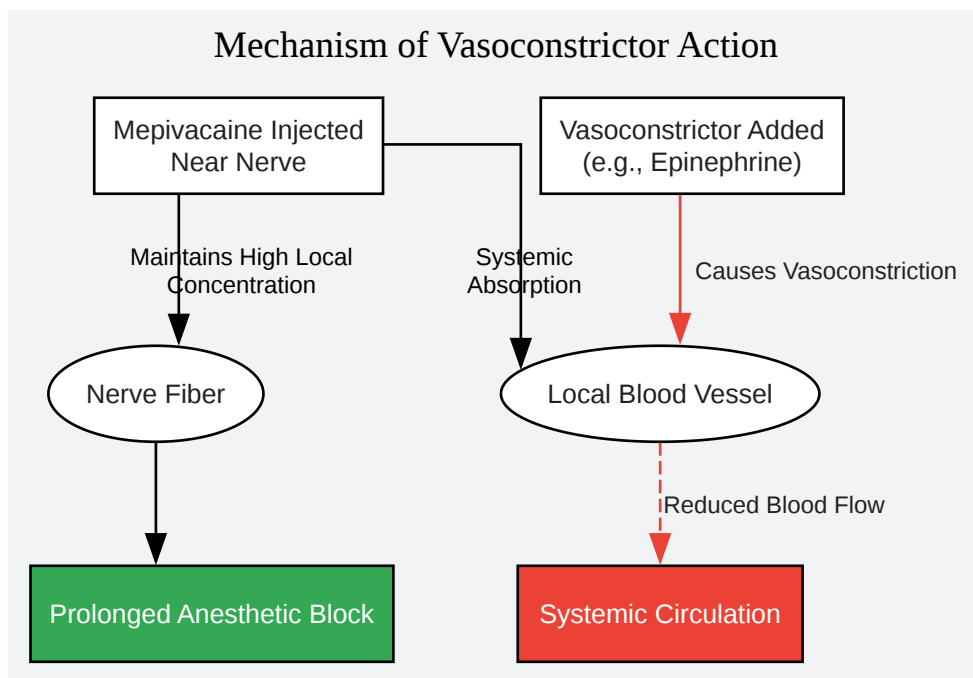 Mechanism of Vasoconstrictor Action
Mepivacaine Injected
Near Nerve
Vasoconstrictor Added
(e.g., Epinephrine)
Maintains High Local
Concentration
Systemic
Absorption
Causes Vasoconstriction
Nerve Fiber
Local Blood Vessel
Reduced Blood Flow
Prolonged Anesthetic Block
Systemic Circulation